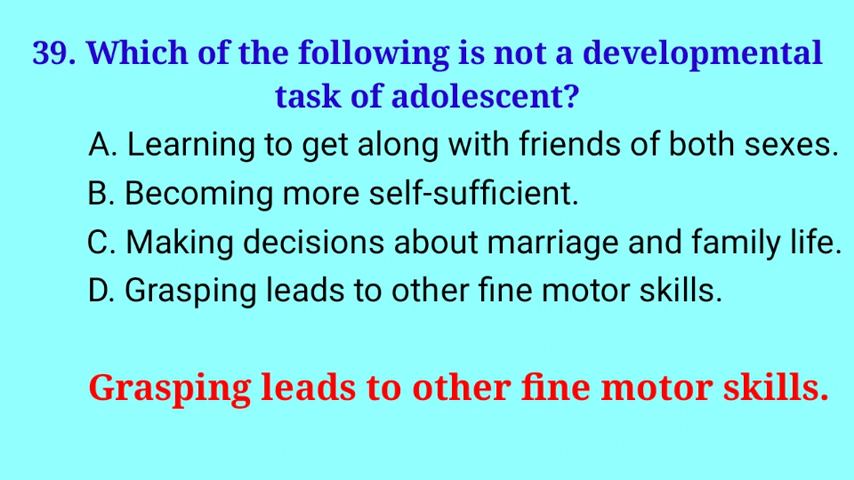 39. Which of the following is not a developmental
task of adolescent?
A. Learning to get along with friends of both sexes.
B. Becoming more self-sufficient.
C. Making decisions about marriage and family life.
D. Grasping leads to other fine motor skills.
Grasping leads to other fine motor skills.